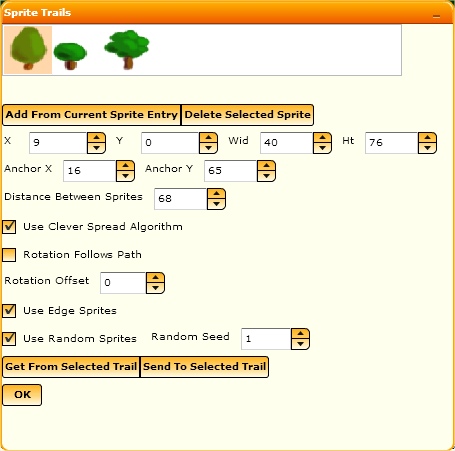 Sprite Trails
Add From Current Sprite Entry Delete Selected Sprite
X 9 Y 0 Wid 40 Ht 76
Anchor X 16 Anchor Y 65
Distance Between Sprites 68
Use Clever Spread Algorithm
Rotation Follows Path
Rotation Offset 0
Use Edge Sprites
Use Random Sprites Random Seed 1
Get From Selected Trail Send To Selected Trail
OK